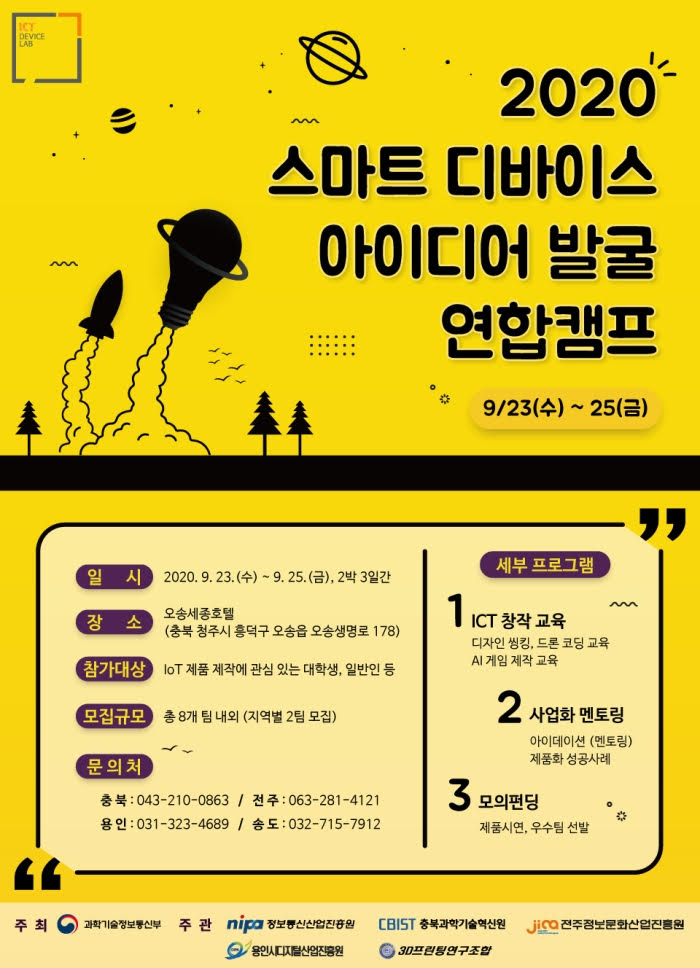 ICT
DEVICE
LAB
2020
스마트 디바이스
아이디어 발굴
연합캠프
9/23(수) ~ 25(금)
일 시
2020. 9. 23.(수) ~ 9. 25.(금), 2박 3일간
장 소
오송세종호텔
(충북 청주시 흥덕구 오송읍 오송생명로 178)
참가대상
IoT 제품 제작에 관심 있는 대학생, 일반인 등
모집규모
총 8개 팀 내외 (지역별 2팀 모집)
문의처
충북 : 043-210-0863 / 전주 : 063-281-4121
용인 : 031-323-4689 / 송도 : 032-715-7912
세부 프로그램
1 ICT 창작 교육
디자인 씽킹, 드론 코딩 교육
AI 게임 제작 교육
2 사업화 멘토링
아이데이션 (멘토링)
제품화 성공사례
3 모의펀딩
제품시연, 우수팀 선발
주최 과학기술정보통신부 주관 nipa 정보통신산업진흥원 CBIST 충북과학기술혁신원 jica 전주정보문화산업진흥원
용인시디지털산업진흥원 3D프린팅연구조합